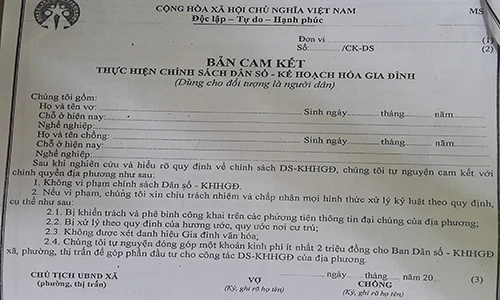 CỘNG HÒA XÃ HỘI CHỦ NGHĨA VIỆT NAM MS
Độc lập – Tự do – Hạnh phúc
Đơn vị (1)
Số: /CK-DS (2)
BẢN CAM KẾT
THỰC HIỆN CHÍNH SÁCH DÂN SỐ - KẾ HOẠCH HÓA GIA ĐÌNH
(Dùng cho đối tượng là người dân)
Chúng tôi gồm:
Họ và tên vợ: Sinh ngày tháng năm
Chỗ ở hiện nay:
Nghề nghiệp:
Họ và tên chồng: Sinh ngày tháng năm
Chỗ ở hiện nay:
Nghề nghiệp:
Sau khi nghiên cứu và hiểu rõ quy định về chính sách DS-KHHGĐ, chúng tôi tự nguyện cam kết với
chính quyền địa phương như sau:
1. Không vi phạm chính sách Dân số - KHHGĐ.
2. Nếu vi phạm, chúng tôi xin chịu trách nhiệm và chấp nhận mọi hình thức xử lý kỷ luật theo quy định,
cụ thể như sau:
2.1. Bị khiển trách và phê bình công khai trên các phương tiện thông tin đại chúng của địa phương;
2.2. Bị xử lý theo quy định của hương ước, quy ước nơi cư trú;
2.3. Không được xét danh hiệu Gia đình văn hóa;
2.4. Chúng tôi tự nguyện đóng góp một khoản kinh phí ít nhất 2 triệu đồng cho Ban Dân số - KHHGĐ
xã, phường, thị trấn để góp phần đầu tư cho công tác DS-KHHGĐ của địa phương.
ngày tháng năm 20 (3)
CHỦ TỊCH UBND XÃ VỢ CHỒNG
(phường, thị trấn) (Ký, ghi rõ họ tên) (Ký, ghi rõ họ tên)